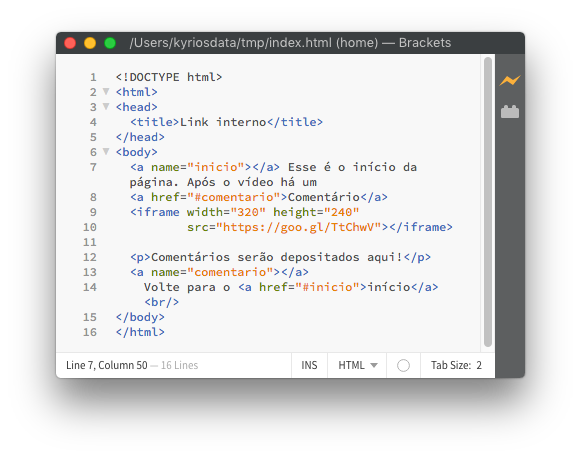 /Users/kyriosdata/tmp/index.html (home) — Brackets
1 <!DOCTYPE html>
2 <html>
3 <head>
4 <title>Link interno</title>
5 </head>
6 <body>
7 <a name="inicio"></a> Esse é o início da
página. Após o vídeo há um
8 <a href="#comentario">Comentário</a>
9 <iframe width="320" height="240"
10 src="https://goo.gl/TtChwV"></iframe>
11
12 <p>Comentários serão depositados aqui!</p>
13 <a name="comentario"></a>
14 Volte para o <a href="#inicio">início</a>
<br/>
15 </body>
16 </html>
Line 7, Column 50 — 16 Lines INS HTML Tab Size: 2